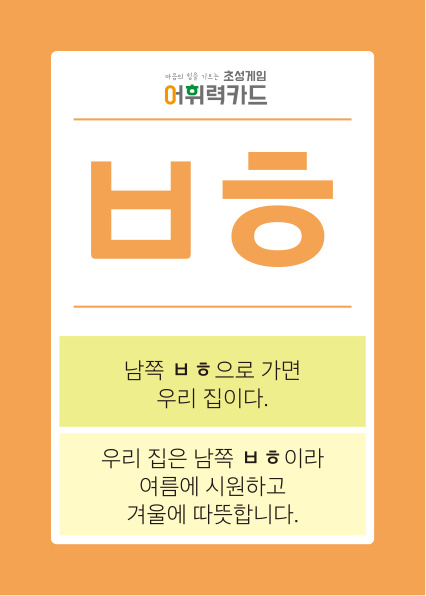 마음의 힘을 기르는 초성게임
어휘력카드
ㅂㅎ
남쪽 ㅂㅎ으로 가면
우리 집이다.
우리 집은 남쪽 ㅂㅎ이라
여름에 시원하고
겨울에 따뜻합니다.